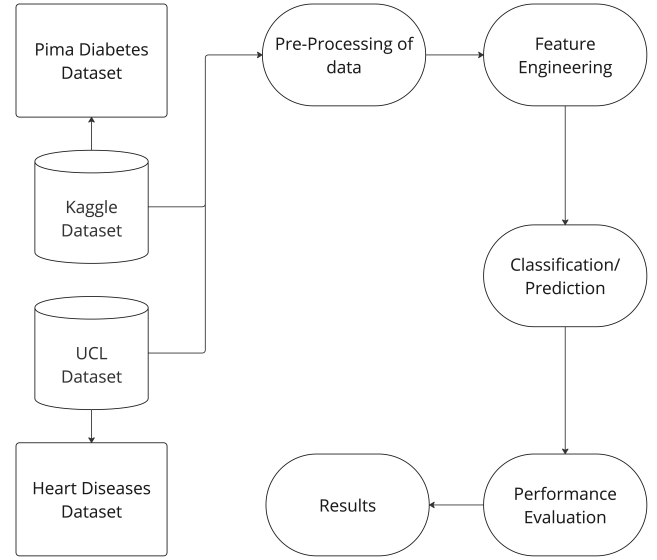 Pima Diabetes
Dataset
Pre-Processing of
data
Feature
Engineering
Kaggle
Dataset
Classification/
Prediction
UCL
Dataset
Heart Diseases
Dataset
Results
Performance
Evaluation